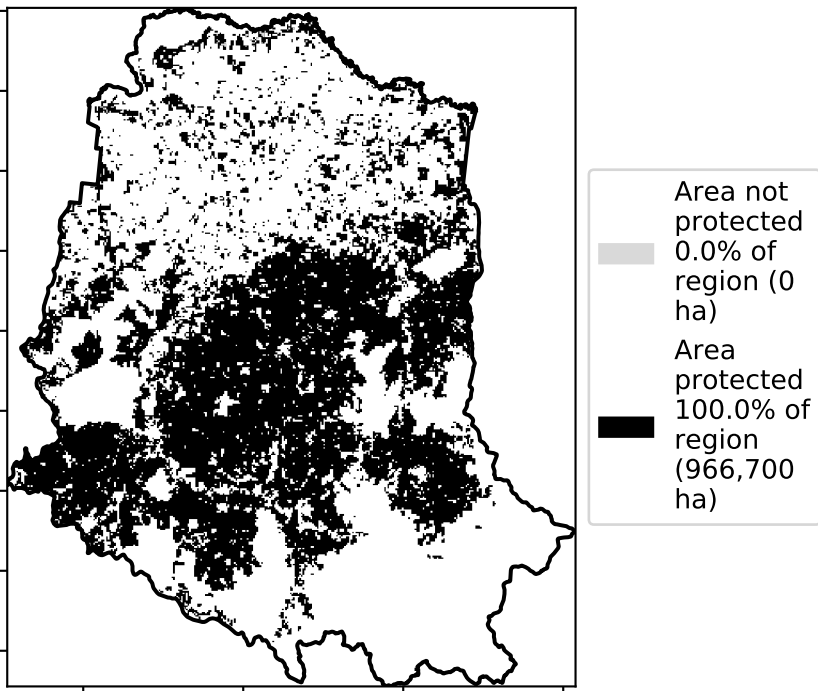 Area not
protected
0.0% of
region (0
ha)
Area
protected
100.0% of
region
(966,700
ha)